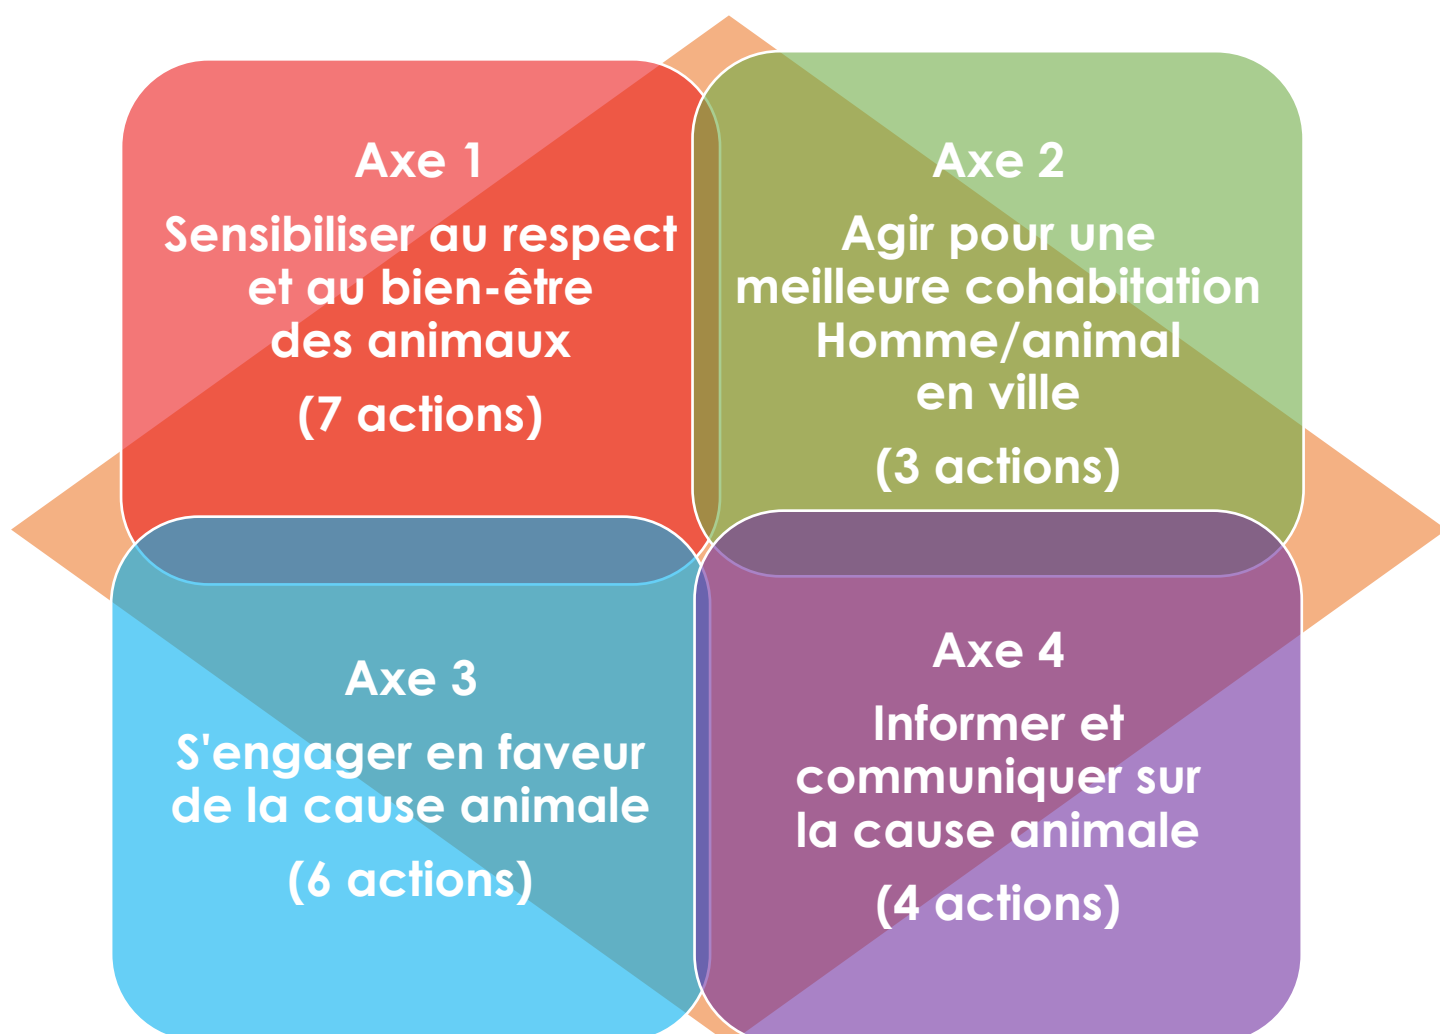 Axe 1
Sensibiliser au respect
et au bien-être
des animaux
(7 actions)
Axe 2
Agir pour une
meilleure cohabitation
Homme/animal
en ville
(3 actions)
Axe 3
S'engager en faveur
de la cause animale
(6 actions)
Axe 4
Informer et
communiquer sur
la cause animale
(4 actions)